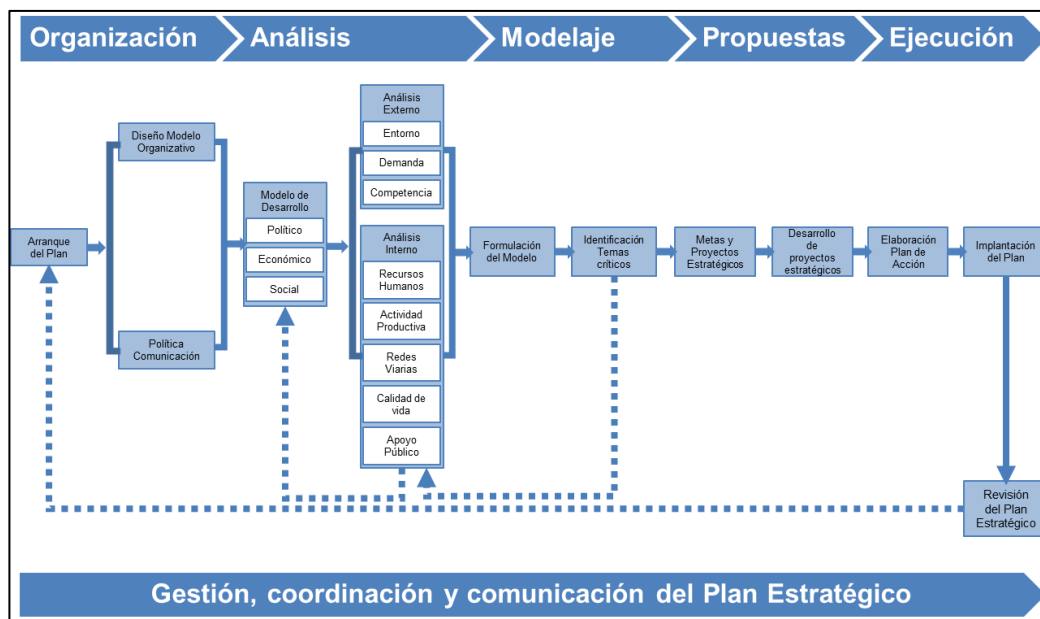 Organización
Análisis
Modelaje
Propuestas
Ejecución
Arranque
del Plan
Diseño Modelo
Organizativo
Política
Comunicación
Modelo de
Desarrollo
Político
Económico
Social
Análisis
Externo
Entorno
Demanda
Competencia
Análisis
Interno
Recursos
Humanos
Actividad
Productiva
Redes
Viarias
Calidad de
vida
Apoyo
Público
Formulación
del Modelo
Identificación
Temas
críticos
Metas y
Proyectos
Estratégicos
Desarrollo
de
proyectos
estratégicos
Elaboración
Plan de
Acción
Implantación
del Plan
Revisión
del Plan
Estratégico
Gestión, coordinación y comunicación del Plan Estratégico